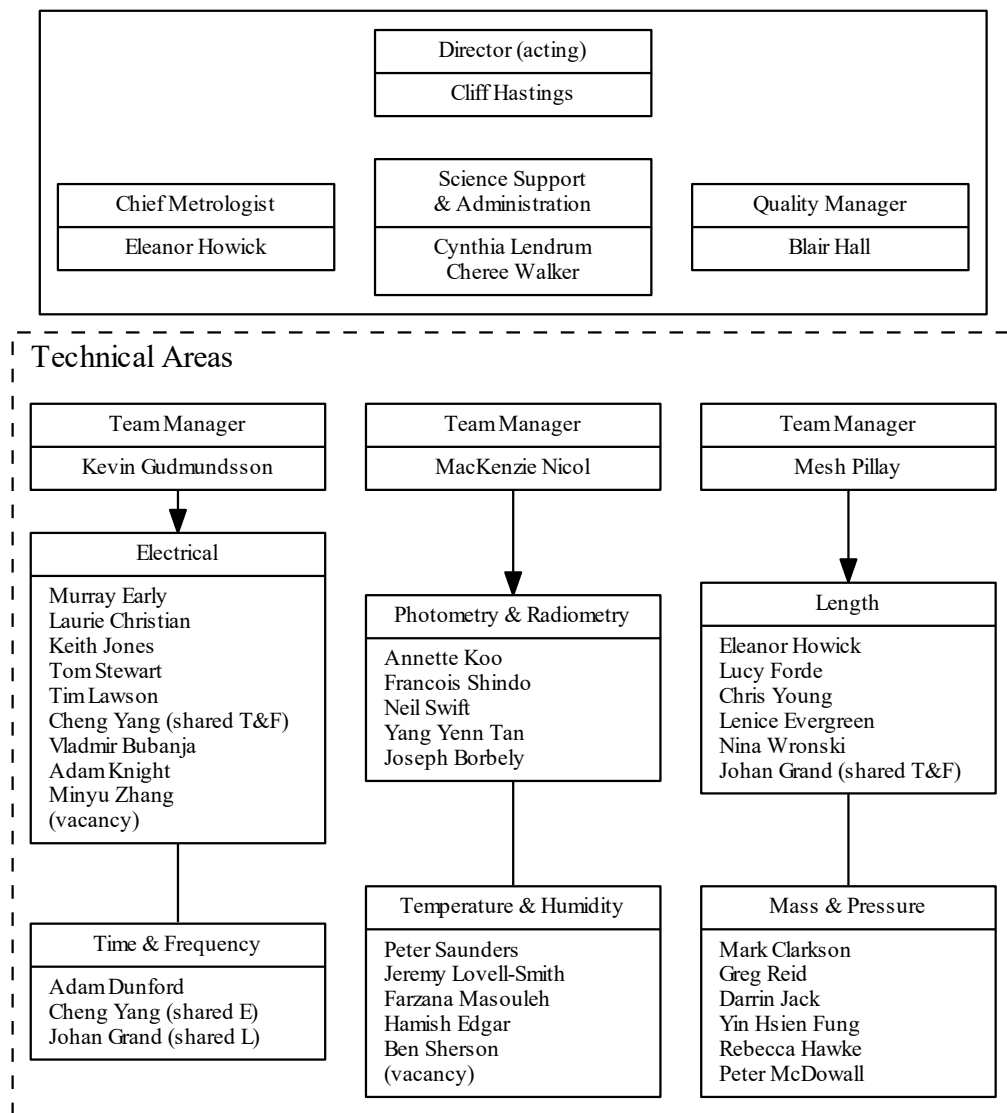 Director (acting)
Cliff Hastings
Chief Metrologist
Eleanor Howick
Science Support
& Administration
Cynthia Lendrum
Cheree Walker
Quality Manager
Blair Hall
Technical Areas
Team Manager
Kevin Gudmundsson
Electrical
Murray Early
Laurie Christian
Keith Jones
Tom Stewart
Tim Lawson
Cheng Yang (shared T&F)
Vladmir Bubanja
Adam Knight
Minyu Zhang
(vacancy)
Time & Frequency
Adam Dunford
Cheng Yang (shared E)
Johan Grand (shared L)
Team Manager
MacKenzie Nicol
Photometry & Radiometry
Annette Koo
Francois Shindo
Neil Swift
Yang Yenn Tan
Joseph Borbely
Temperature & Humidity
Peter Saunders
Jeremy Lovell-Smith
Farzana Masouleh
Hamish Edgar
Ben Sherson
(vacancy)
Team Manager
Mesh Pillay
Length
Eleanor Howick
Lucy Forde
Chris Young
Lenice Evergreen
Nina Wronski
Johan Grand (shared T&F)
Mass & Pressure
Mark Clarkson
Greg Reid
Darrin Jack
Yin Hsien Fung
Rebecca Hawke
Peter McDowall